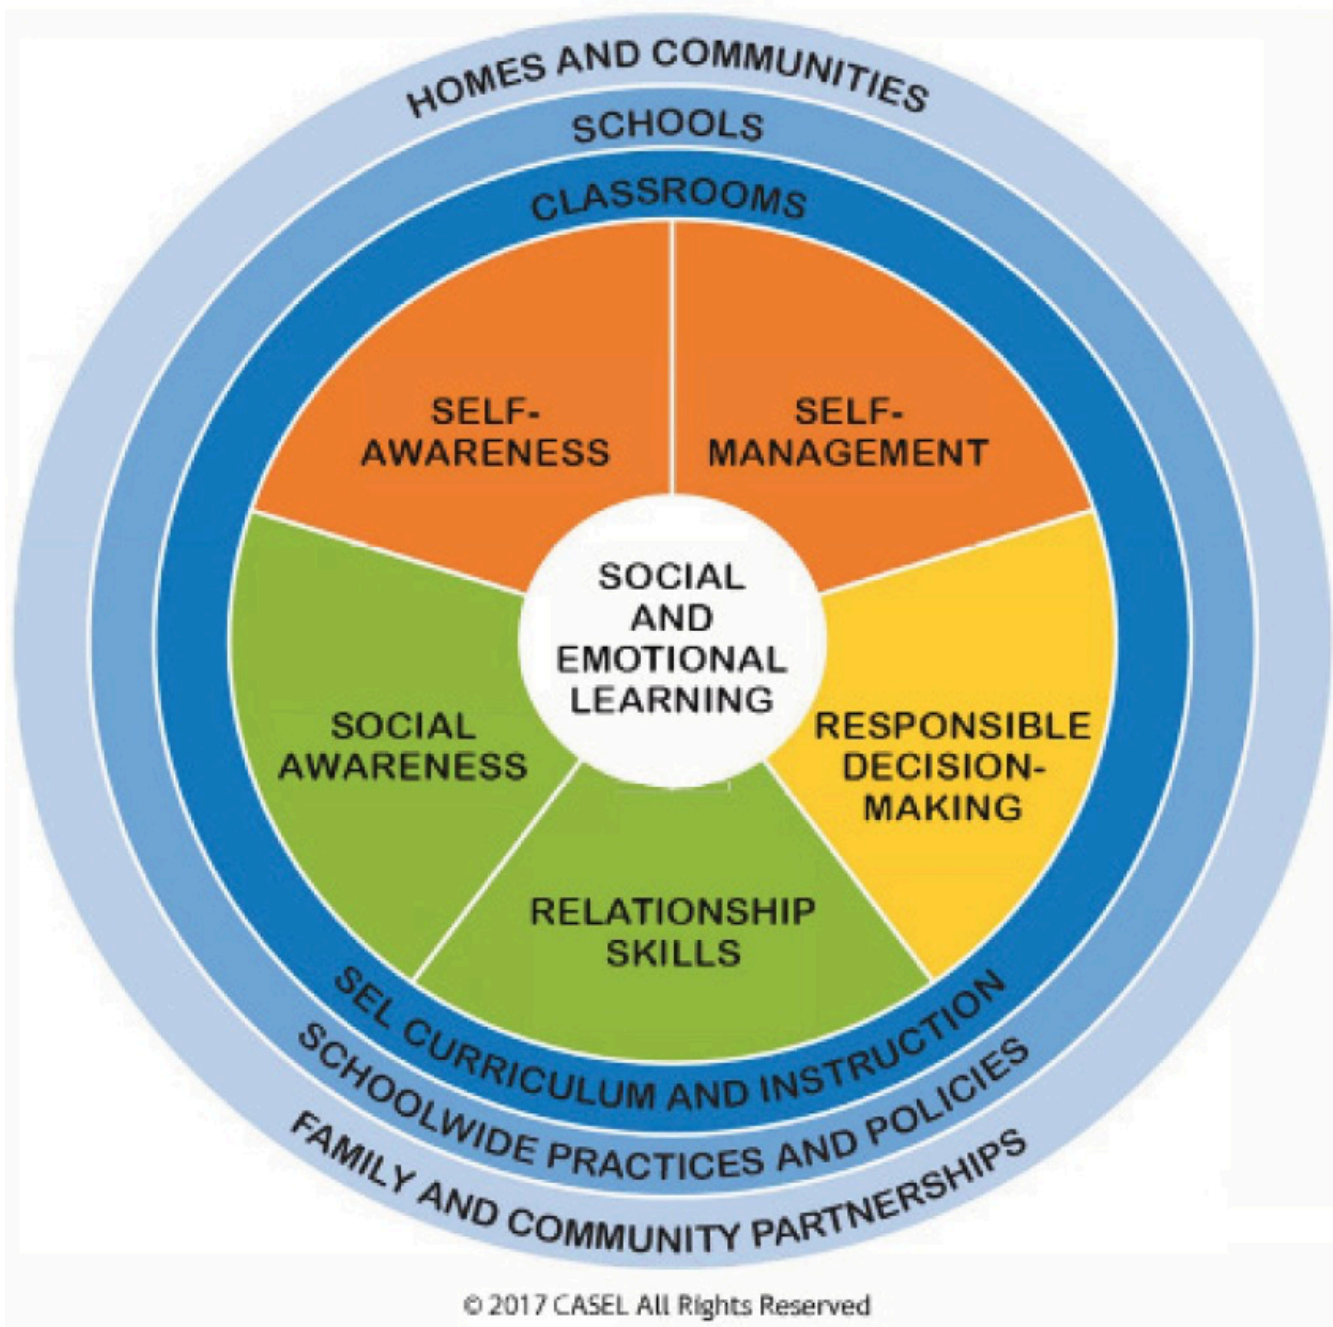 HOMES AND COMMUNITIES
SCHOOLS
CLASSROOMS
SELF-
AWARENESS
SELF-
MANAGEMENT
SOCIAL
AND
EMOTIONAL
LEARNING
SOCIAL
AWARENESS
RESPONSIBLE
DECISION-
MAKING
RELATIONSHIP
SKILLS
SEL CURRICULUM AND INSTRUCTION
SCHOOLWIDE PRACTICES AND POLICIES
FAMILY AND COMMUNITY PARTNERSHIPS
© 2017 CASEL All Rights Reserved